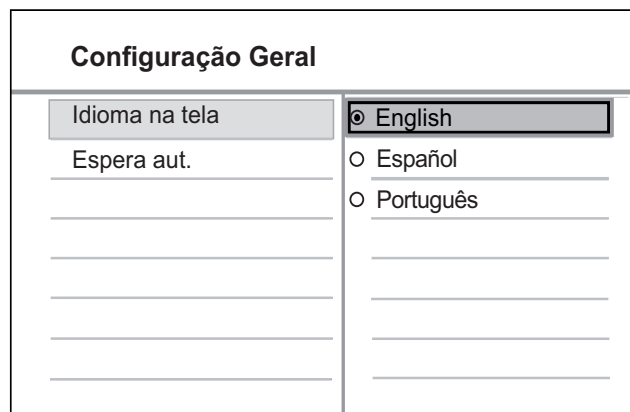 Configuração Geral
Idioma na tela
Espera aut.
English
Español
Português